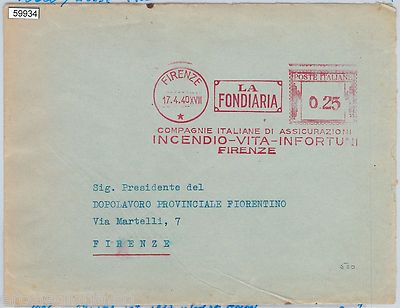 59934
FIRENZE
17.4.40 XVIII
LA
FONDIARIA
POSTE ITALIANE
0.25
COMPAGNIE ITALIANE DI ASSICURAZIONI
INCENDIO-VITA-INFORTUNI
FIRENZE
Sig. Presidente del
DOPOLAVORO PROVINCIALE FIORENTINO
Via Martelli, 7
FIRENZE